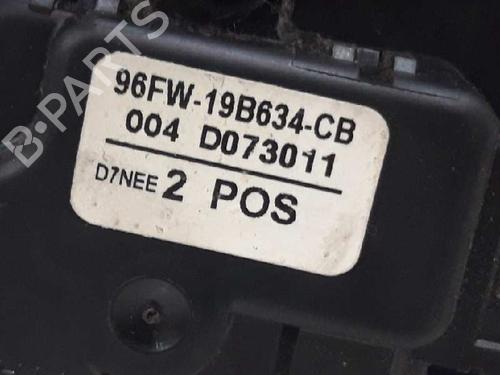 B-PARTS
96FW-19B634-CB
004 D073011
D7NEE 2 POS